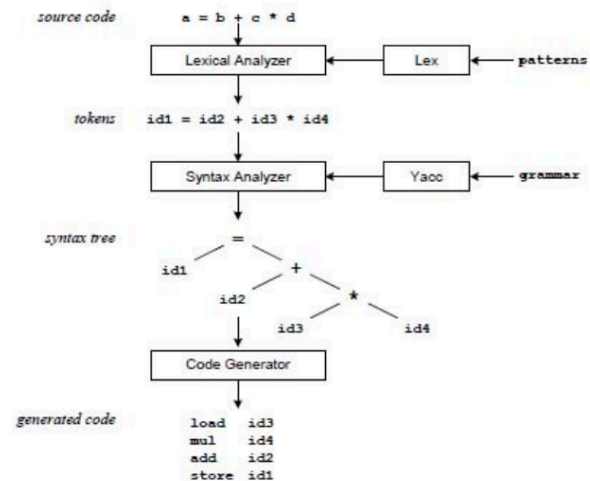 source code a = b + c * d
Lexical Analyzer Lex patterns
tokens id1 = id2 + id3 * id4
Syntax Analyzer Yacc grammar
syntax tree =
id1 +
id2 *
id3 id4
Code Generator
generated code
load id3
mul id4
add id2
store id1